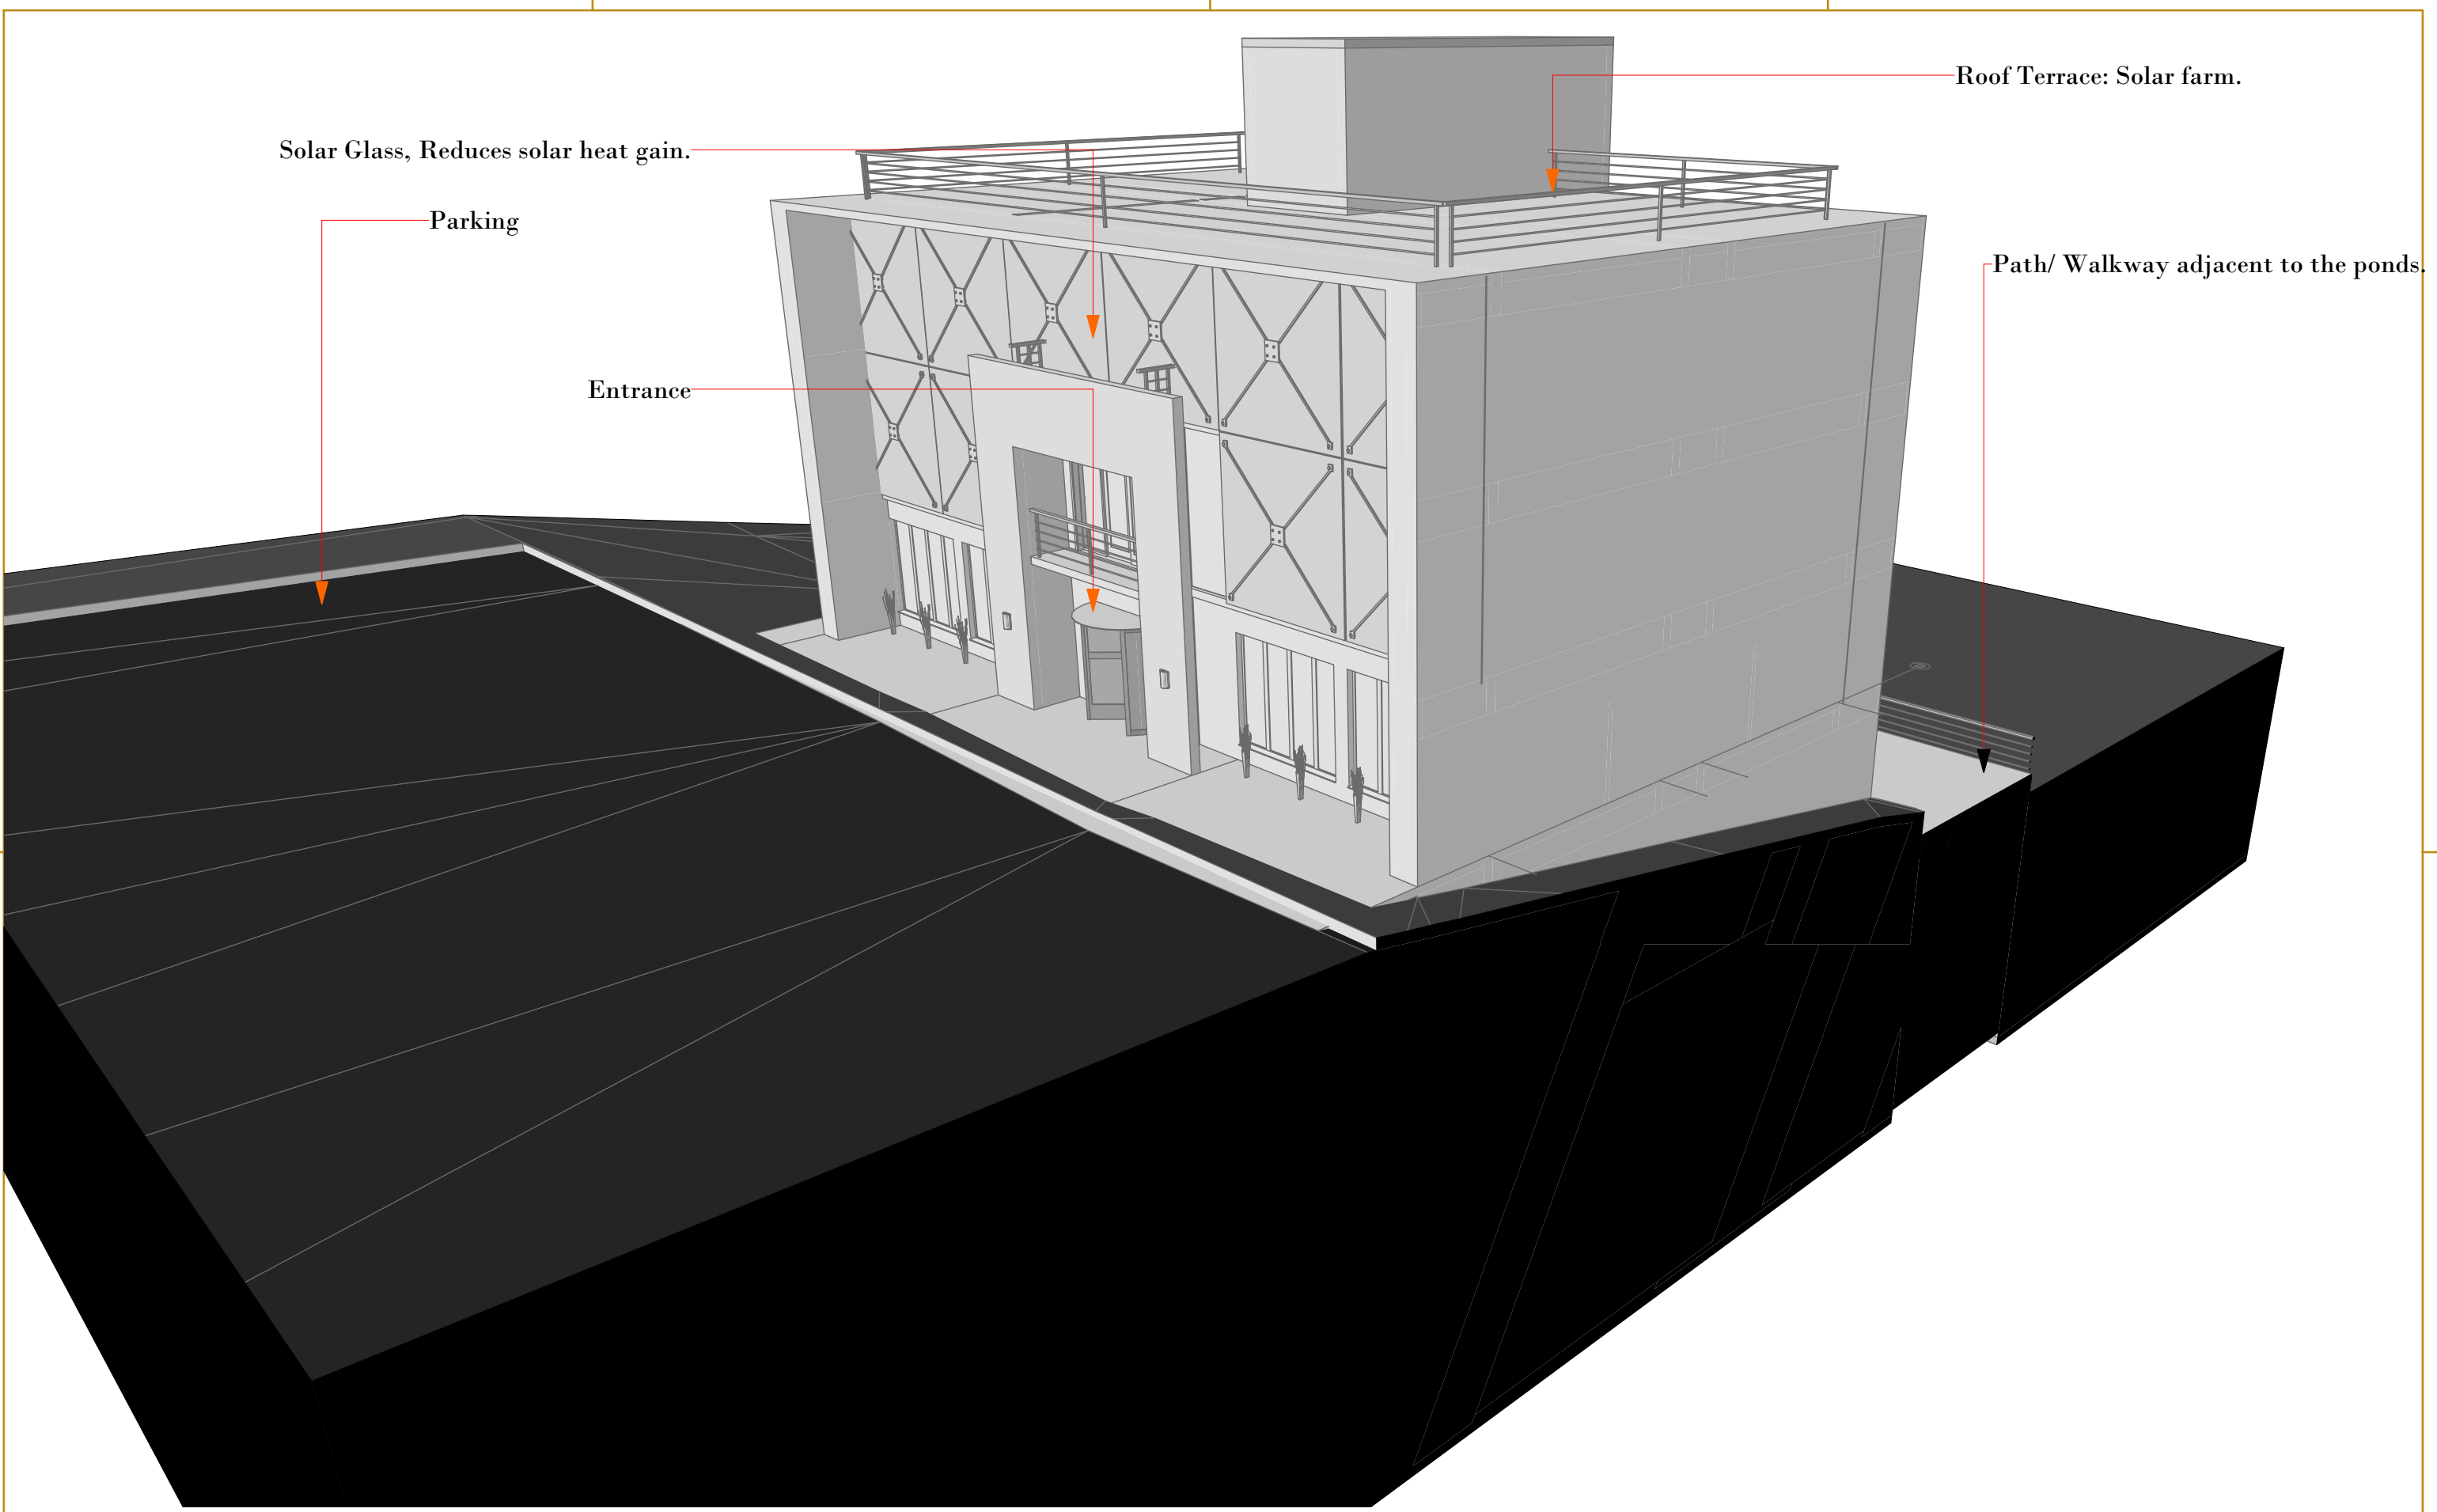 Roof Terrace: Solar farm.
Solar Glass, Reduces solar heat gain.
Parking
Path/ Walkway adjacent to the ponds.
Entrance